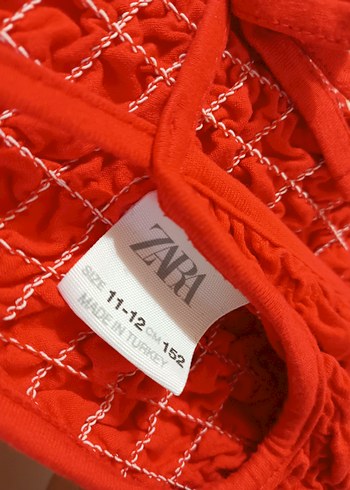 ZARA
SIZE 11-12 CM 152
MADE IN TURKEY